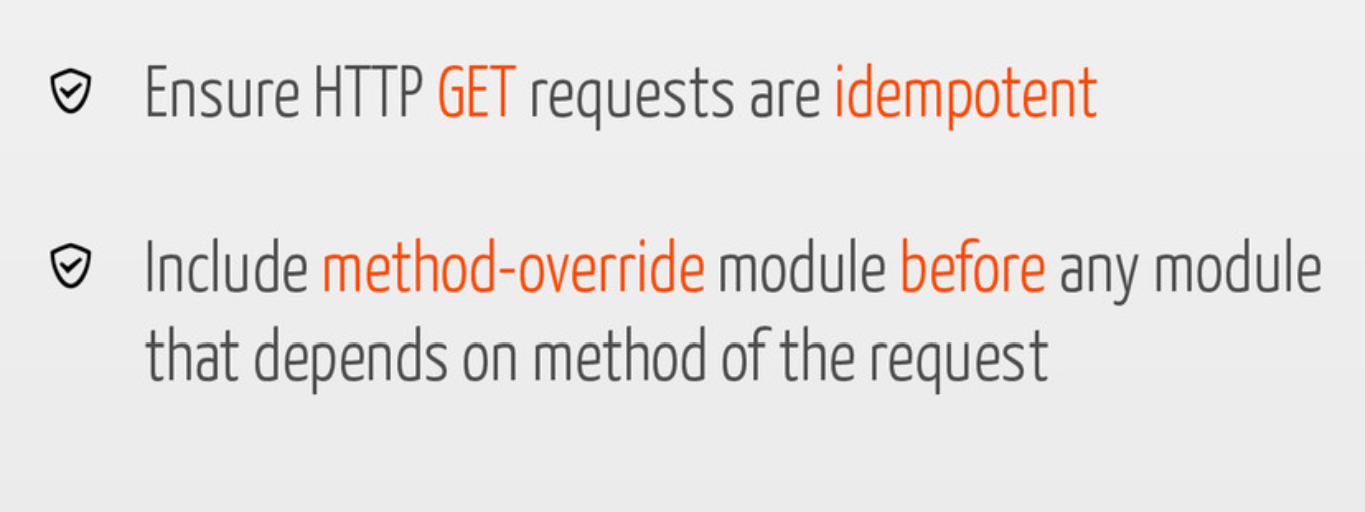 Ensure HTTP GET requests are idempotent
Include method-override module before any module
that depends on method of the request